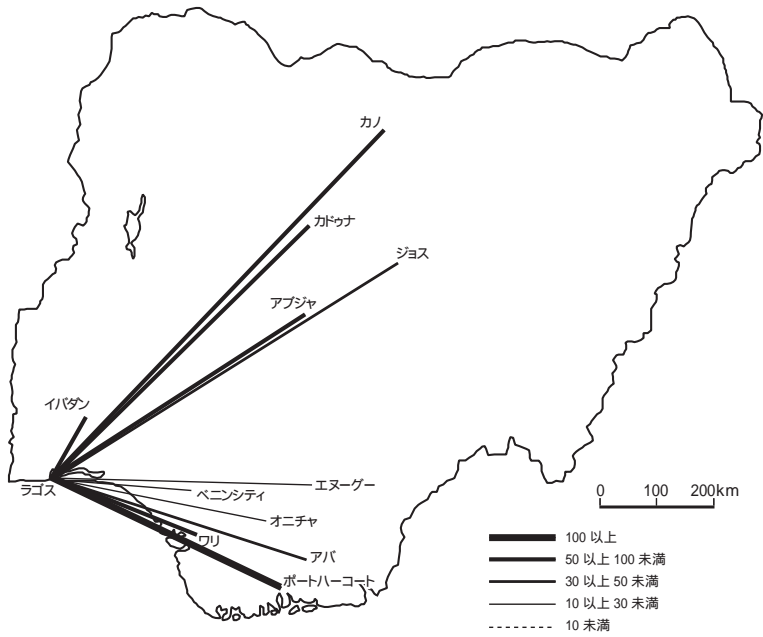 カノ
カドゥナ
ジョス
アブジャ
イバダン
ラゴス
エヌーグー
ベニンシティ
オニチャ
ワリ
アバ
ポートハーコート
0 100 200km
100 以上
50 以上 100 未満
30 以上 50 未満
10 以上 30 未満
10 未満